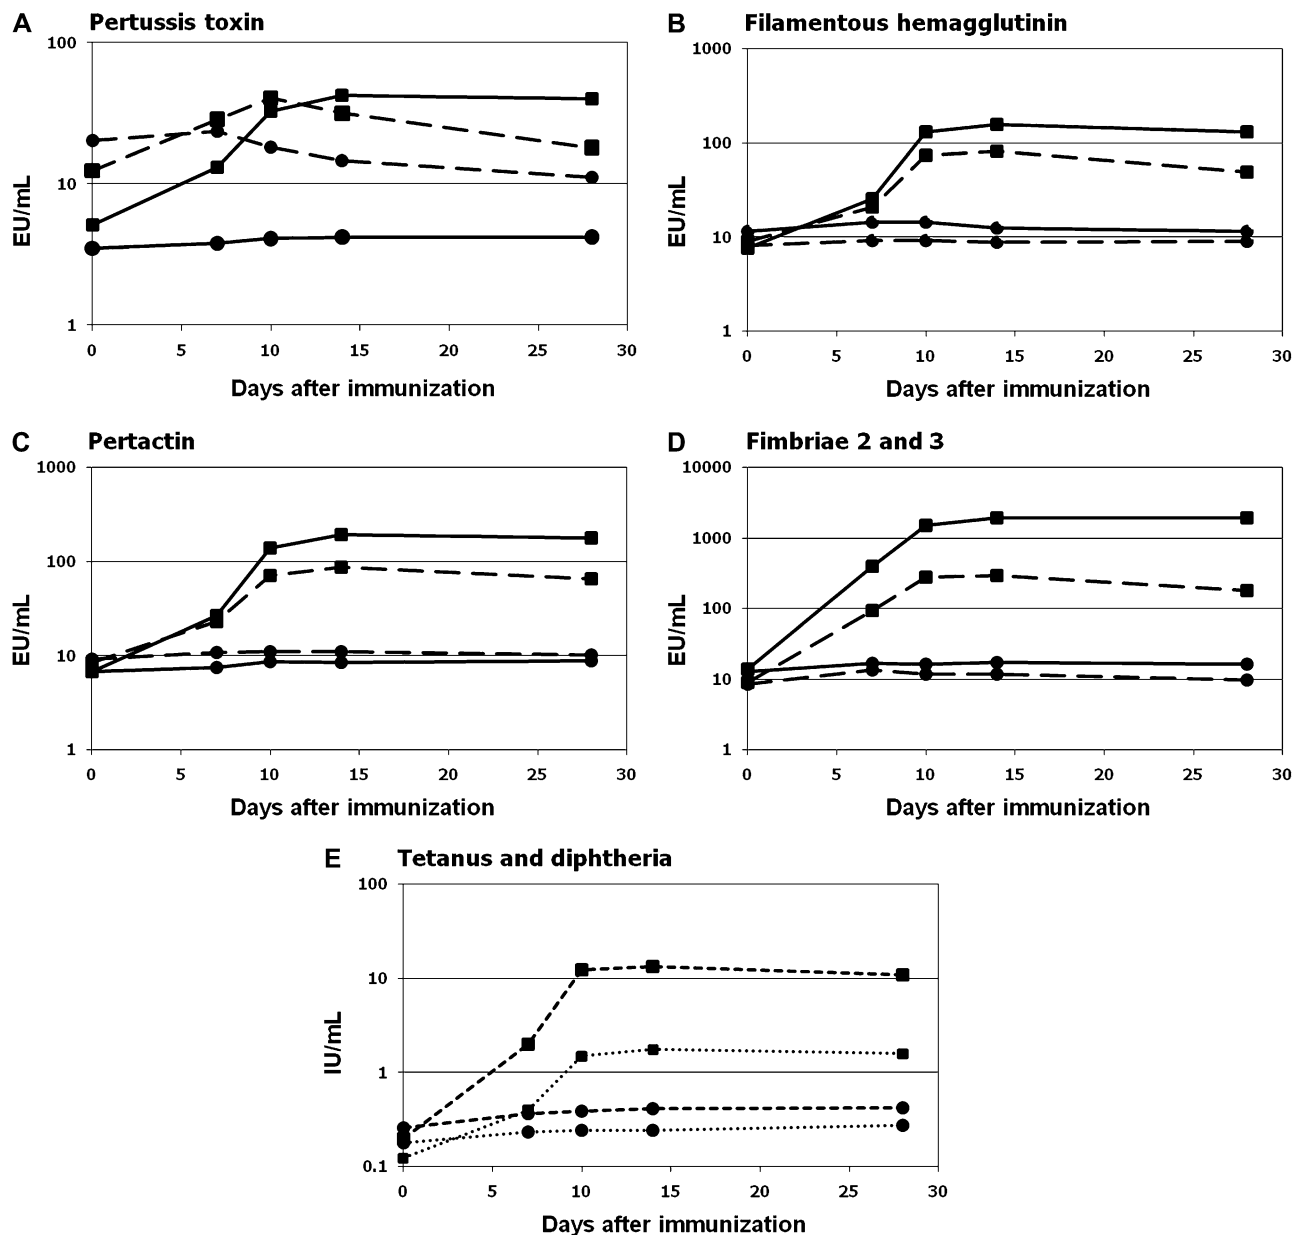 A Pertussis toxin
100
10
1
EU/mL
0 5 10 15 20 25 30
Days after immunization
B Filamentous hemagglutinin
1000
100
10
1
EU/mL
0 5 10 15 20 25 30
Days after immunization
C Pertactin
1000
100
10
1
EU/mL
0 5 10 15 20 25 30
Days after immunization
D Fimbriae 2 and 3
10000
1000
100
10
1
EU/mL
0 5 10 15 20 25 30
Days after immunization
E Tetanus and diphtheria
100
10
1
0.1
IU/mL
0 5 10 15 20 25 30
Days after immunization